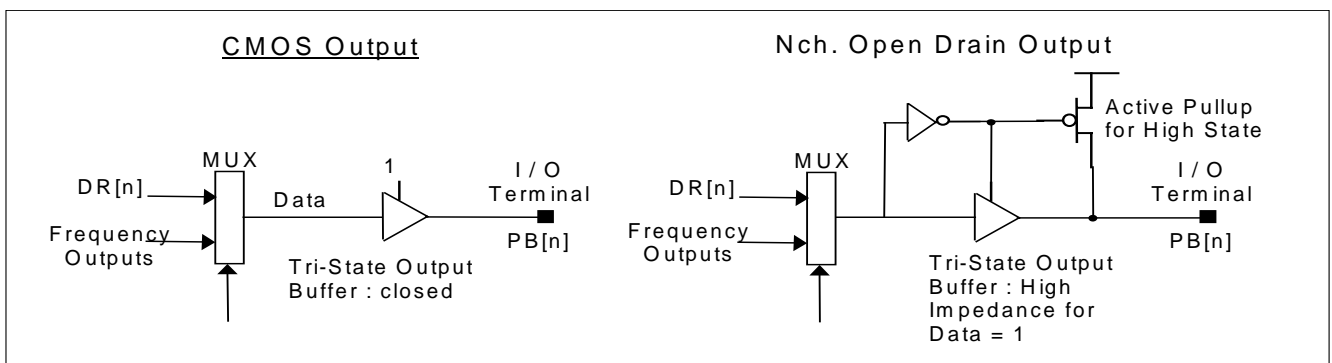 CMOS Output
MUX
DR[n]
Frequency
Outputs
Data
1
I / O
Terminal
PB[n]
Tri-State Output
Buffer : closed
Nch. Open Drain Output
Active Pullup
for High State
MUX
DR[n]
Frequency
Outputs
I / O
Terminal
PB[n]
Tri-State Output
Buffer : High
Impedance for
Data = 1